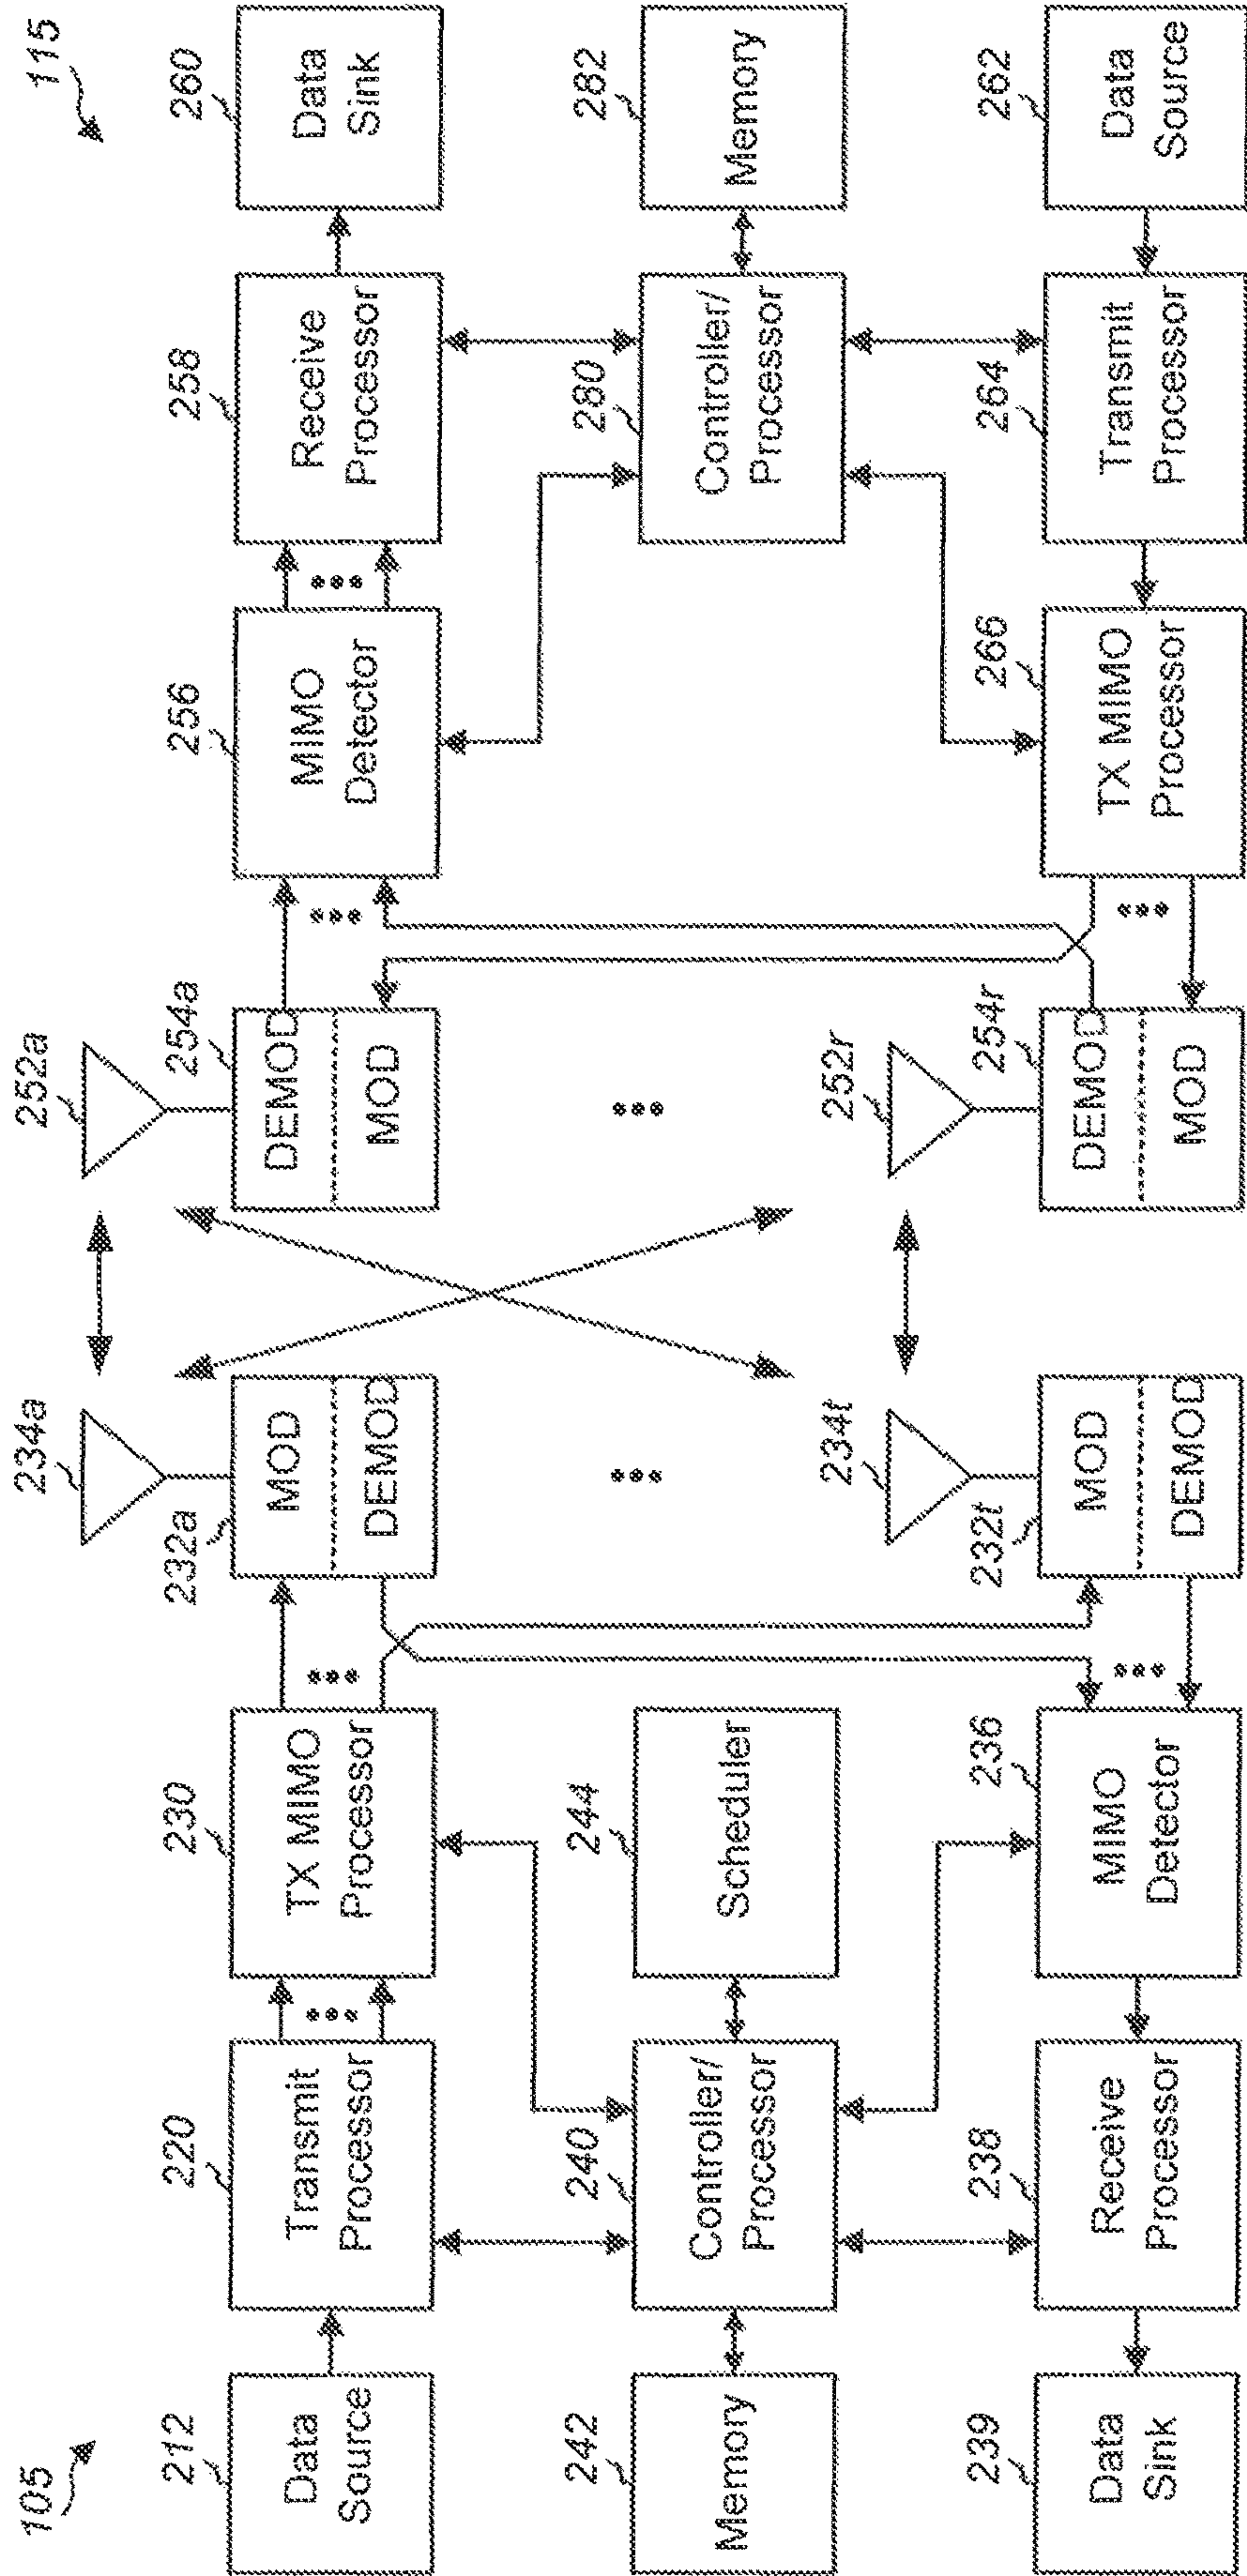 105
115
212
Data
Source
220
Transmit
Processor
230
TX MIMO
Processor
232a
MOD
DEMOD
234a
252a
254a
DEMOD
MOD
256
MIMO
Detector
258
Receive
Processor
260
Data
Sink
242
Memory
240
Controller/
Processor
244
Scheduler
280
Controller/
Processor
282
Memory
239
Data
Sink
238
Receive
Processor
236
MIMO
Detector
232t
MOD
DEMOD
234t
252r
254r
DEMOD
MOD
266
TX MIMO
Processor
264
Transmit
Processor
262
Data
Source